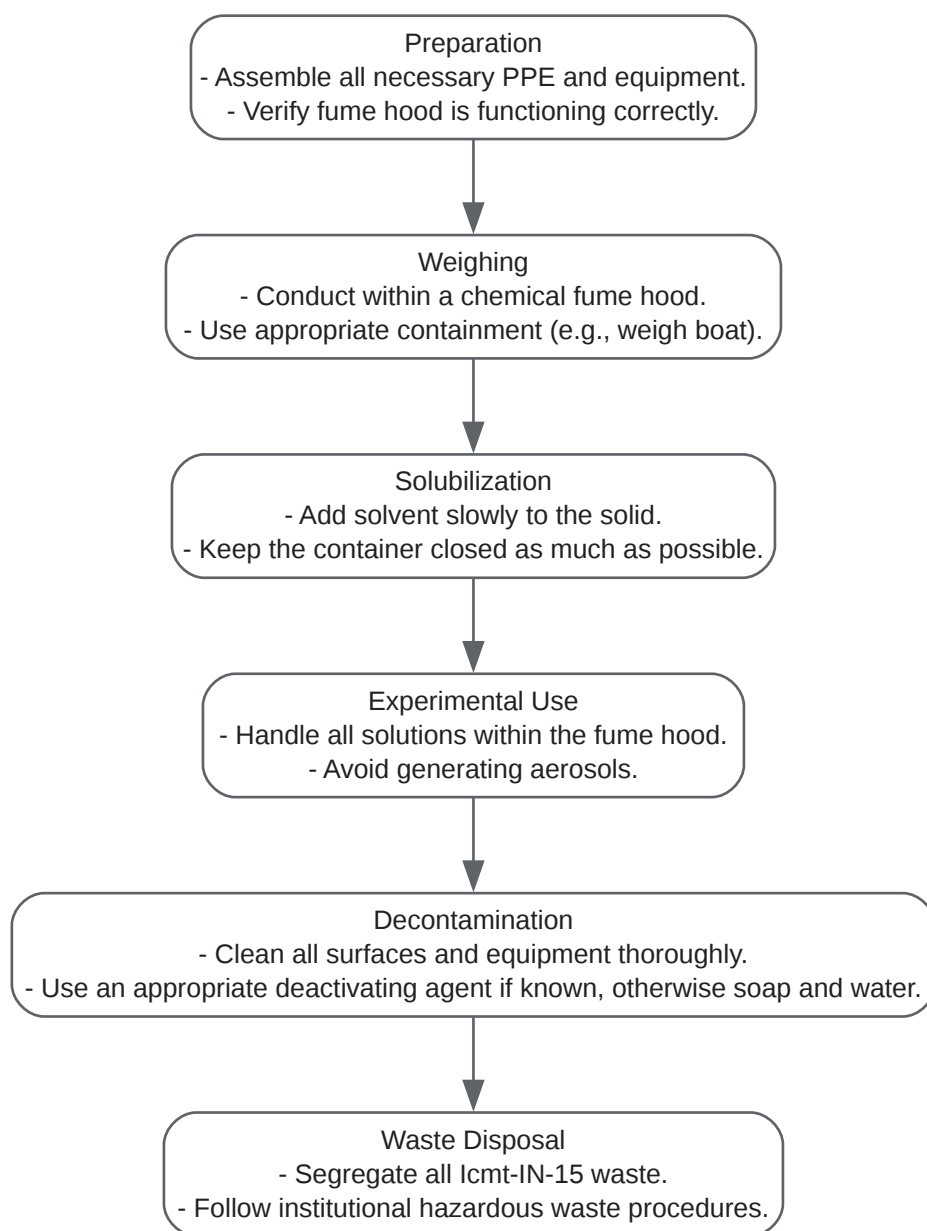 Preparation
- Assemble all necessary PPE and equipment.
- Verify fume hood is functioning correctly.
Weighing
- Conduct within a chemical fume hood.
- Use appropriate containment (e.g., weigh boat).
Solubilization
- Add solvent slowly to the solid.
- Keep the container closed as much as possible.
Experimental Use
- Handle all solutions within the fume hood.
- Avoid generating aerosols.
Decontamination
- Clean all surfaces and equipment thoroughly.
- Use an appropriate deactivating agent if known, otherwise soap and water.
Waste Disposal
- Segregate all Icmt-IN-15 waste.
- Follow institutional hazardous waste procedures.